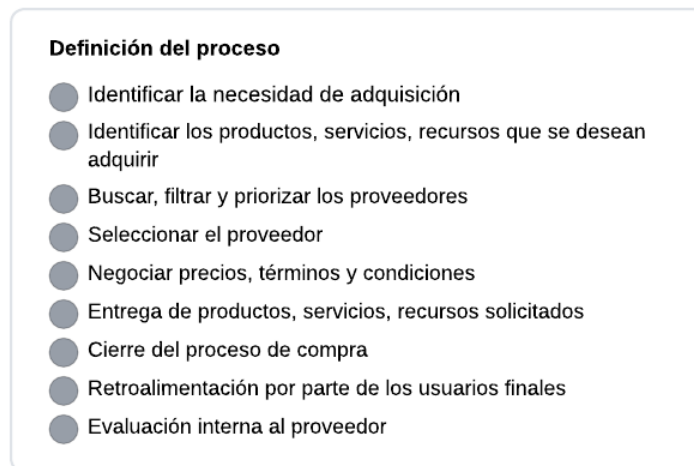 Definición del proceso
Identificar la necesidad de adquisición
Identificar los productos, servicios, recursos que se desean
adquirir
Buscar, filtrar y priorizar los proveedores
Seleccionar el proveedor
Negociar precios, términos y condiciones
Entrega de productos, servicios, recursos solicitados
Cierre del proceso de compra
Retroalimentación por parte de los usuarios finales
Evaluación interna al proveedor